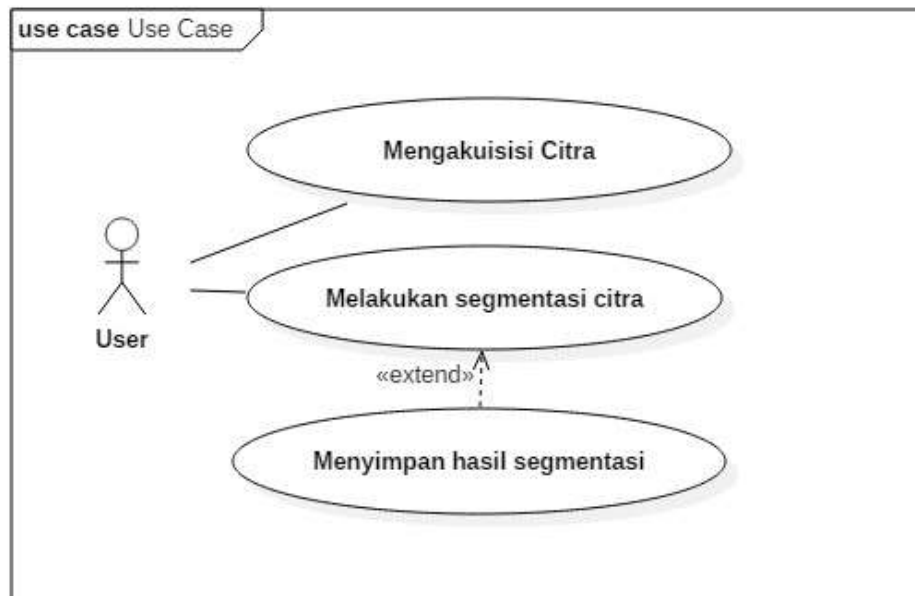 use case Use Case
Mengakuisisi Citra
Melakukan segmentasi citra
User
«extend»
Menyimpan hasil segmentasi